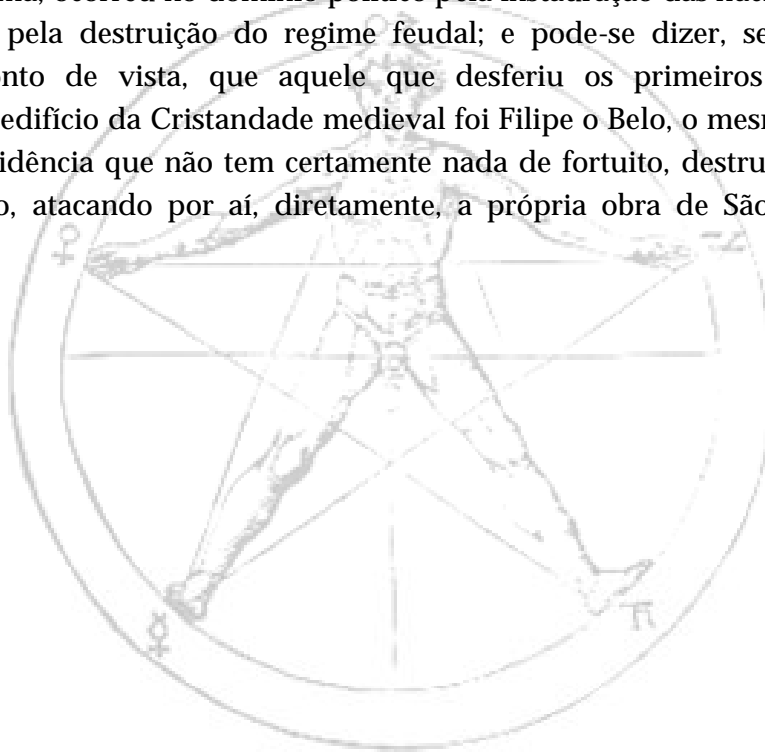 pela destruição do regime feudal; e pode-se dizer, se
nto de vista, que aquele que desferiu os primeiros
edifício da Cristandade medieval foi Filipe o Belo, o mesm
idência que não tem certamente nada de fortuito, destru
o, atacando por aí, diretamente, a própria obra de São